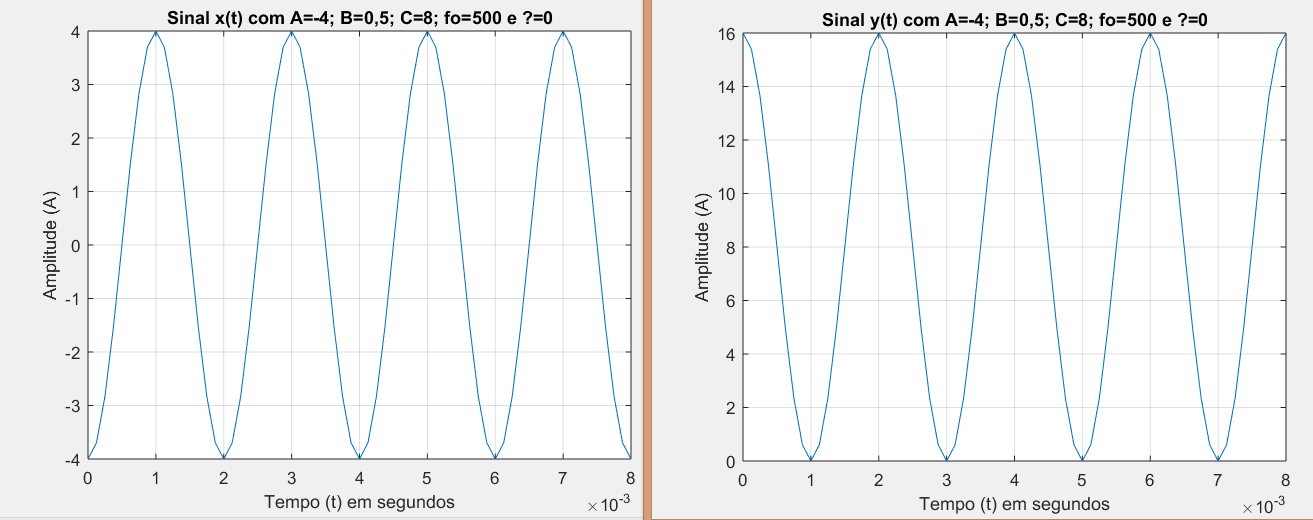 Sinal x(t) com A=-4; B=0,5; C=8; fo=500 e ?=0
4
3
2
1
0
-1
-2
-3
-4
Amplitude (A)
0 1 2 3 4 5 6 7 8
Tempo (t) em segundos
×10-3
Sinal y(t) com A=-4; B=0,5; C=8; fo=500 e ?=0
16
14
12
10
8
6
4
2
0
Amplitude (A)
0 1 2 3 4 5 6 7 8
Tempo (t) em segundos
×10-3